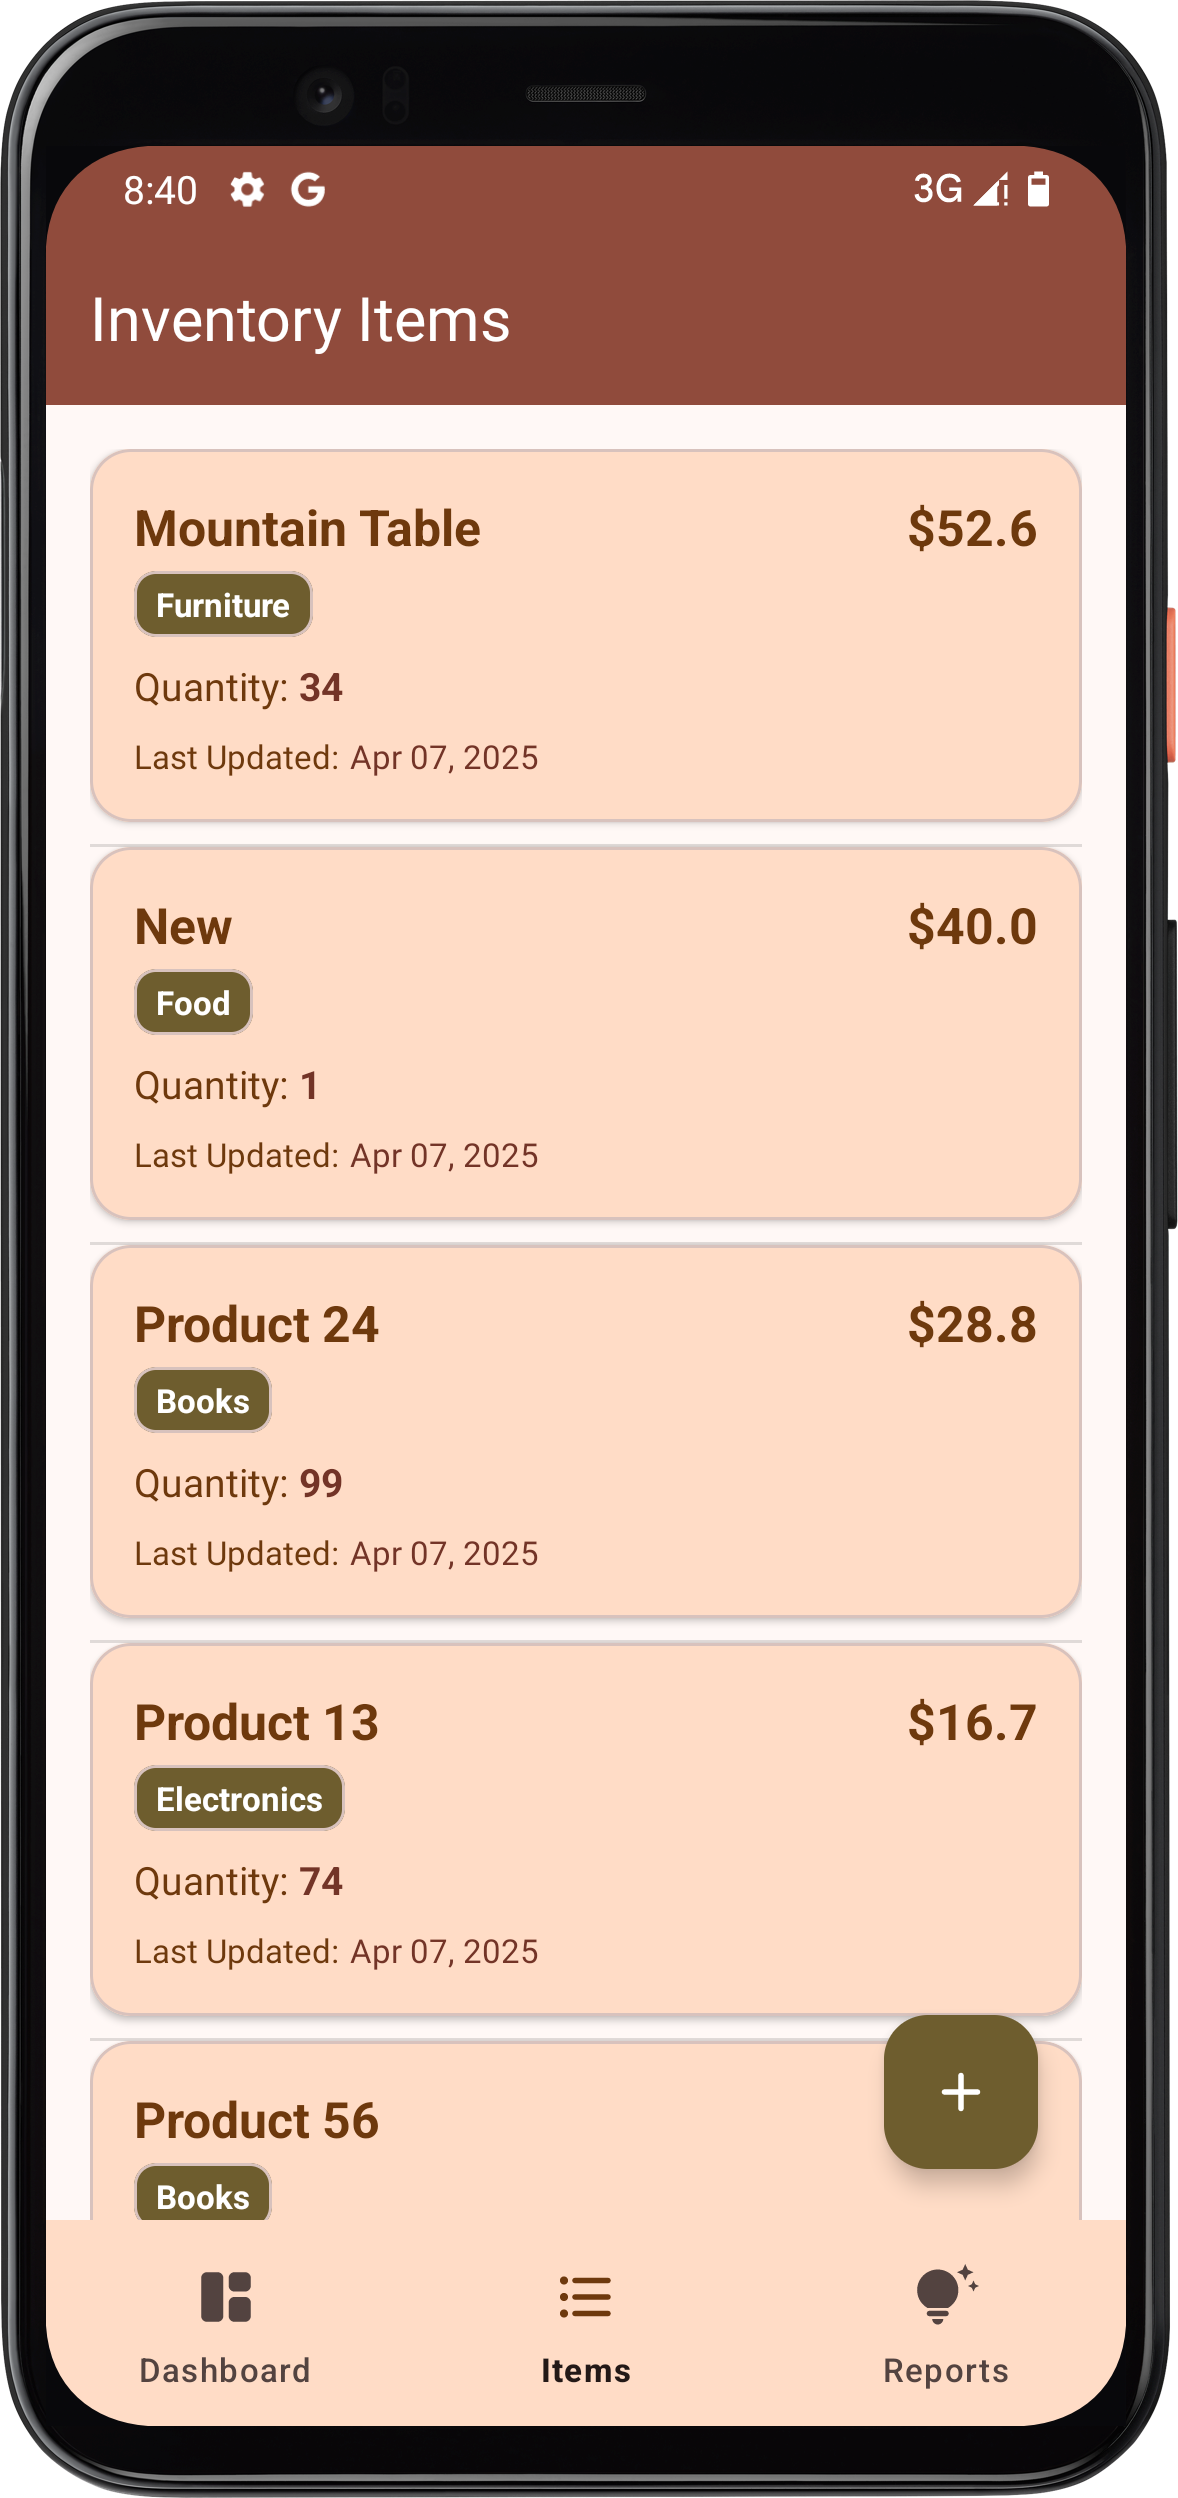 8:40 3G
Inventory Items
Mountain Table $52.6
Furniture
Quantity: 34
Last Updated: Apr 07, 2025
New $40.0
Food
Quantity: 1
Last Updated: Apr 07, 2025
Product 24 $28.8
Books
Quantity: 99
Last Updated: Apr 07, 2025
Product 13 $16.7
Electronics
Quantity: 74
Last Updated: Apr 07, 2025
Product 56
Books
Dashboard Items Reports